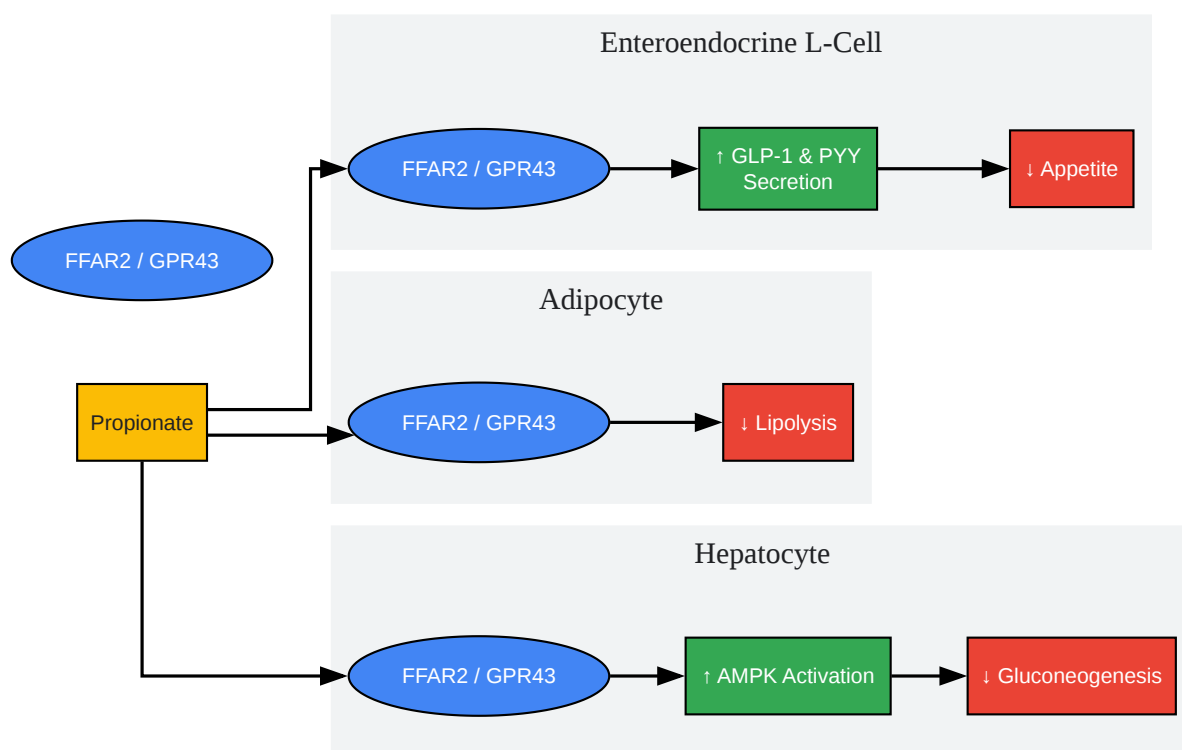 Enteroendocrine L-Cell
FFAR2 / GPR43
↑ GLP-1 & PYY
Secretion
↓ Appetite
FFAR2 / GPR43
Adipocyte
Propionate
FFAR2 / GPR43
↓ Lipolysis
Hepatocyte
FFAR2 / GPR43
↑ AMPK Activation
↓ Gluconeogenesis